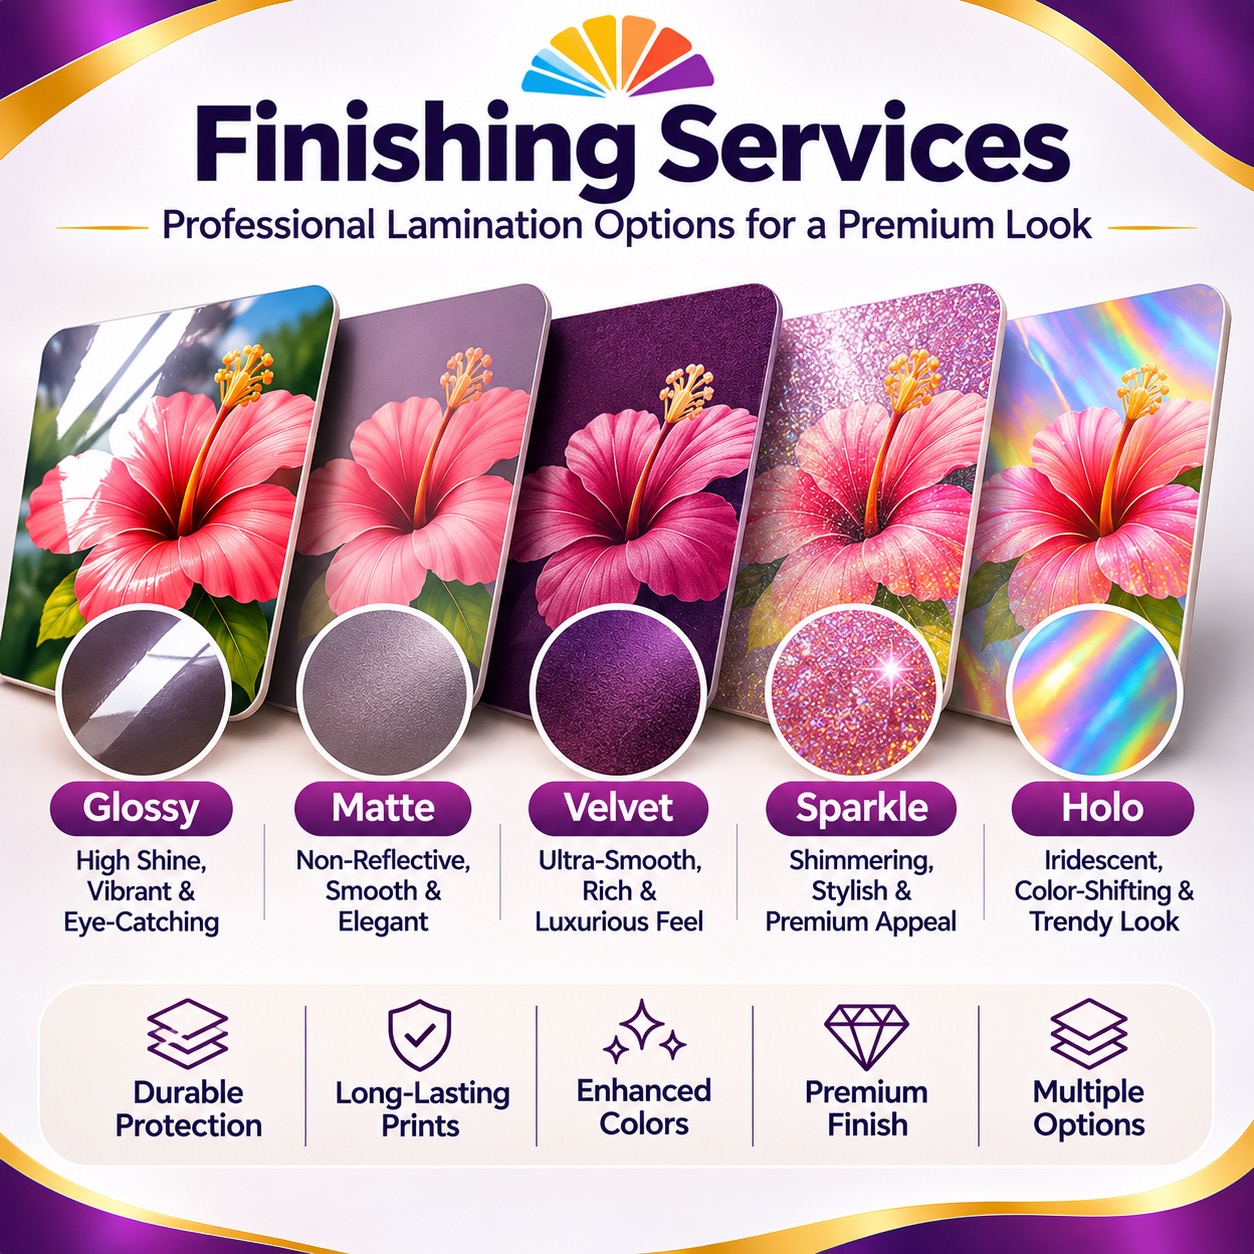 Finishing Services
Professional Lamination Options for a Premium Look
Glossy
High Shine,
Vibrant &
Eye-Catching
Matte
Non-Reflective,
Smooth &
Elegant
Velvet
Ultra-Smooth,
Rich &
Luxurious Feel
Sparkle
Shimmering,
Stylish &
Premium Appeal
Holo
Iridescent,
Color-Shifting &
Trendy Look
Durable
Protection
Long-Lasting
Prints
Enhanced
Colors
Premium
Finish
Multiple
Options